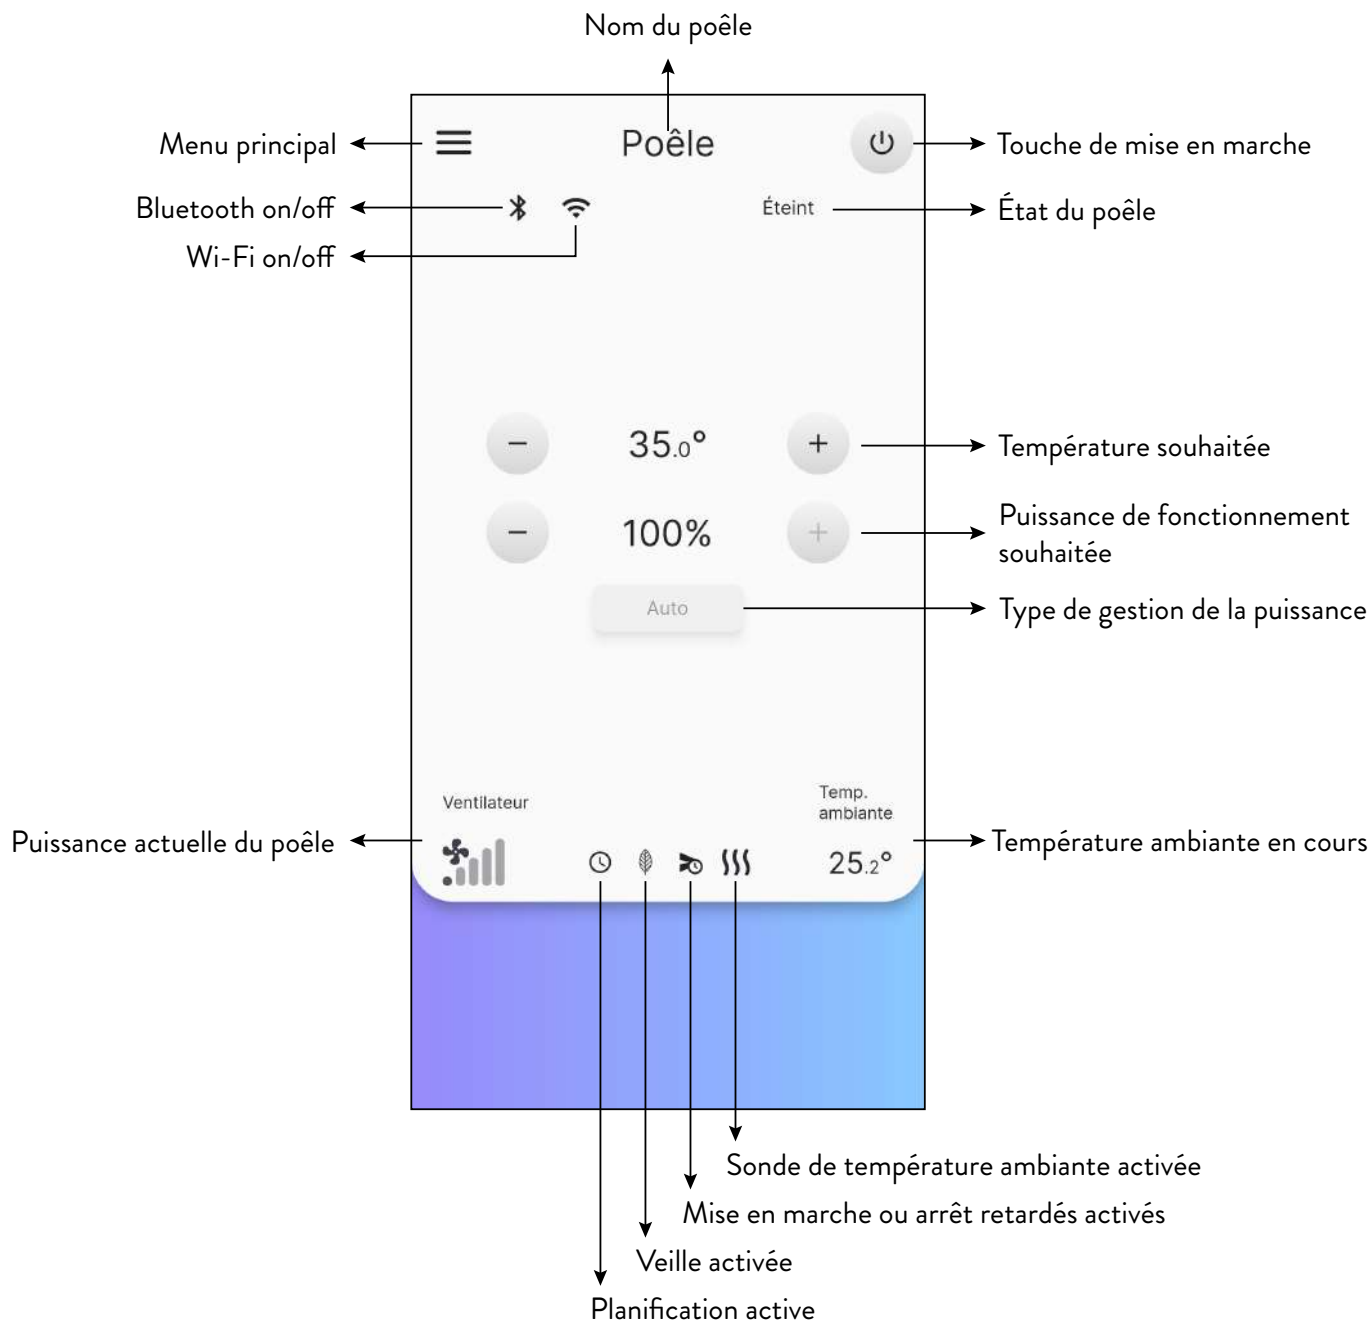 Nom du poêle
Menu principal
Poêle
Touche de mise en marche
Bluetooth on/off
Éteint
État du poêle
Wi-Fi on/off
35.0°
Température souhaitée
100%
Puissance de fonctionnement
souhaitée
Auto
Type de gestion de la puissance
Ventilateur
Temp.
ambiante
Puissance actuelle du poêle
25.2°
Température ambiante en cours
Sonde de température ambiante activée
Mise en marche ou arrêt retardés activés
Veille activée
Planification active